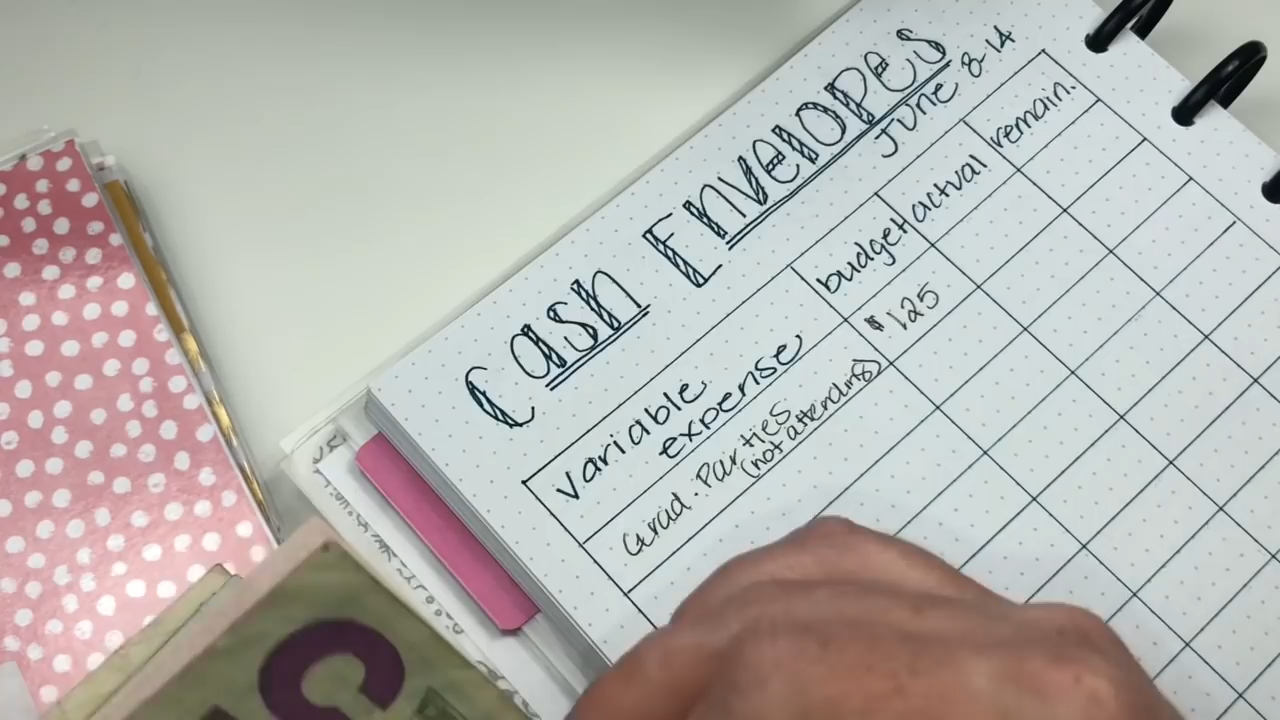 Cash Envelopes
June 8-14
variable expense budget actual remain.
Grad. Parties $125
(not attending)